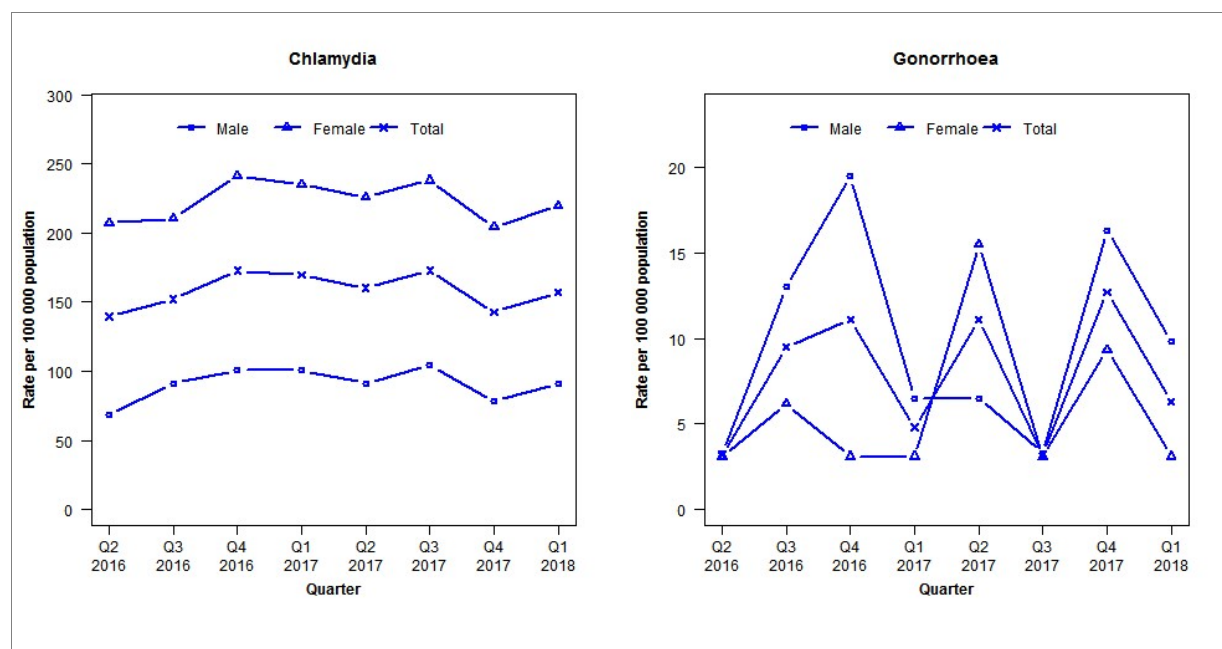 Chlamydia
Rate per 100 000 population
300
250
200
150
100
50
0
Male Female Total
Q2 Q3 Q4 Q1 Q2 Q3 Q4 Q1
2016 2016 2016 2017 2017 2017 2017 2018
Quarter
Gonorrhoea
Rate per 100 000 population
20
15
10
5
0
Male Female Total
Q2 Q3 Q4 Q1 Q2 Q3 Q4 Q1
2016 2016 2016 2017 2017 2017 2017 2018
Quarter